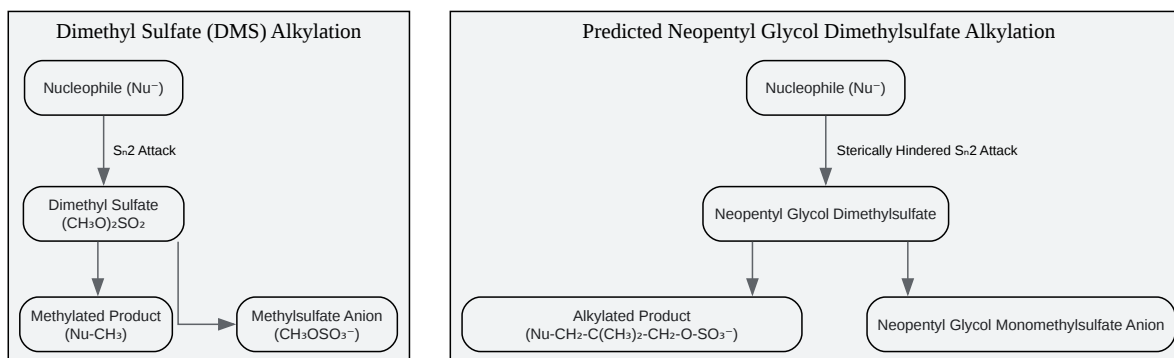 Dimethyl Sulfate (DMS) Alkylation
Nucleophile (Nu⁻)
Sₙ2 Attack
Dimethyl Sulfate
(CH₃O)₂SO₂
Methylated Product
(Nu-CH₃)
Methylsulfate Anion
(CH₃OSO₃⁻)
Predicted Neopentyl Glycol Dimethylsulfate Alkylation
Nucleophile (Nu⁻)
Sterically Hindered Sₙ2 Attack
Neopentyl Glycol Dimethylsulfate
Alkylated Product
(Nu-CH₂-C(CH₃)₂-CH₂-O-SO₃⁻)
Neopentyl Glycol Monomethylsulfate Anion